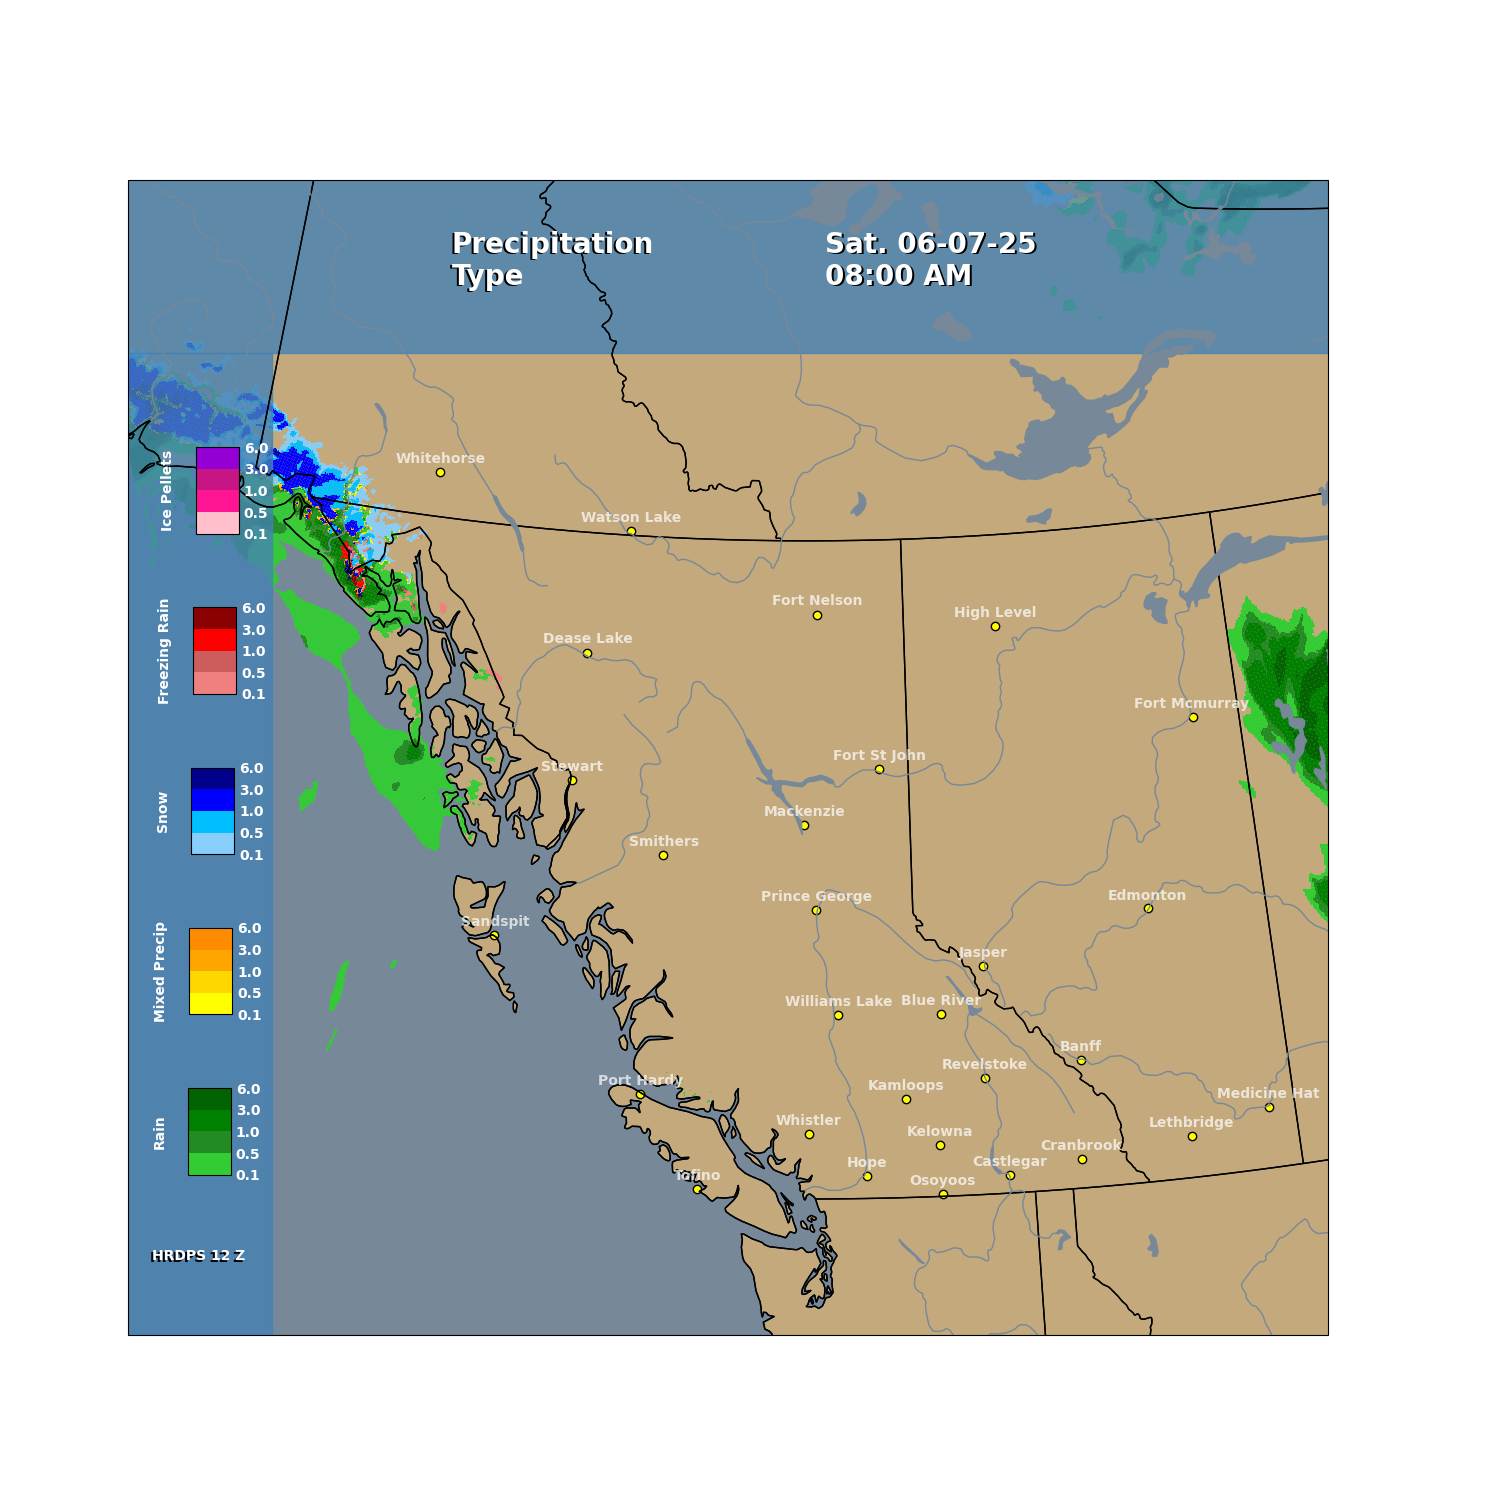 Precipitation
Type
Sat. 06-07-25
08:00 AM
Ice Pellets
6.0
3.0
1.0
0.5
0.1
Freezing Rain
6.0
3.0
1.0
0.5
0.1
Snow
6.0
3.0
1.0
0.5
0.1
Mixed Precip
6.0
3.0
1.0
0.5
0.1
Rain
6.0
3.0
1.0
0.5
0.1
HRDPS 12 Z
Whitehorse
Watson Lake
Fort Nelson
High Level
Dease Lake
Fort Mcmurray
Fort St John
Stewart
Mackenzie
Smithers
Prince George
Edmonton
Sandspit
Jasper
Williams Lake
Blue River
Banff
Revelstoke
Port Hardy
Kamloops
Medicine Hat
Whistler
Lethbridge
Kelowna
Cranbrook
Hope
Castlegar
Tofino
Osoyoos